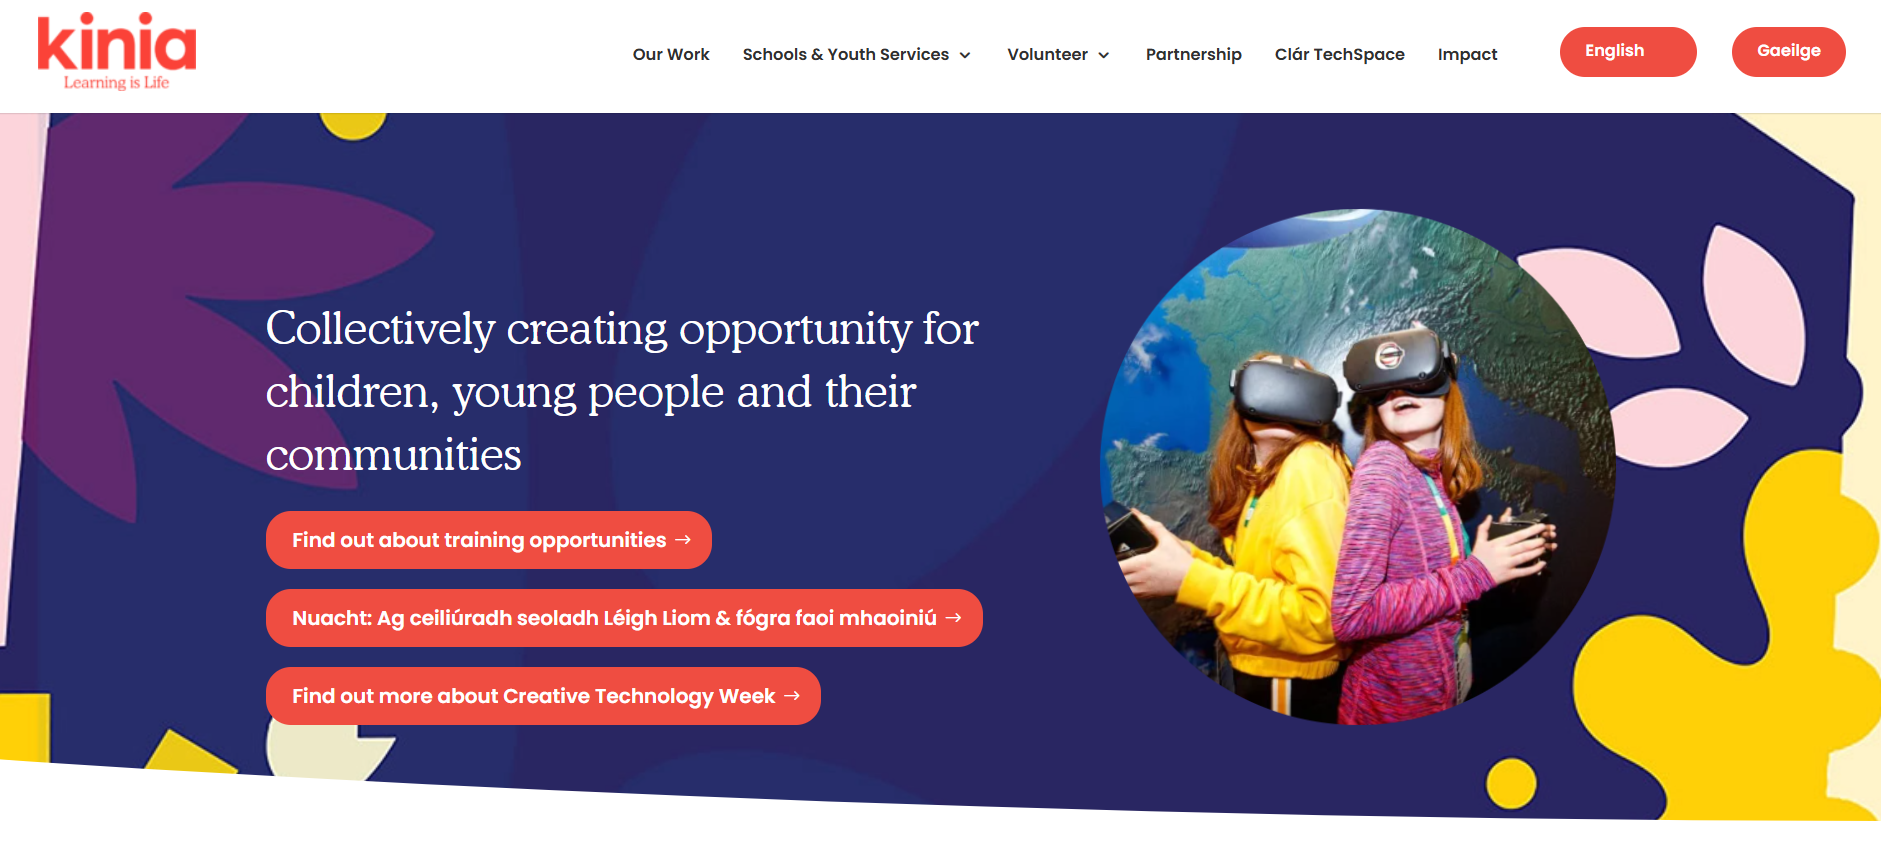 kinia
Learning is Life
Our Work
Schools & Youth Services
Volunteer
Partnership
Clár TechSpace
Impact
English
Gaeilge
Collectively creating opportunity for
children, young people and their
communities
Find out about training opportunities →
Nuacht: Ag ceiliúradh seoladh Léigh Liom & fógra faoi mhaoiniú →
Find out more about Creative Technology Week →